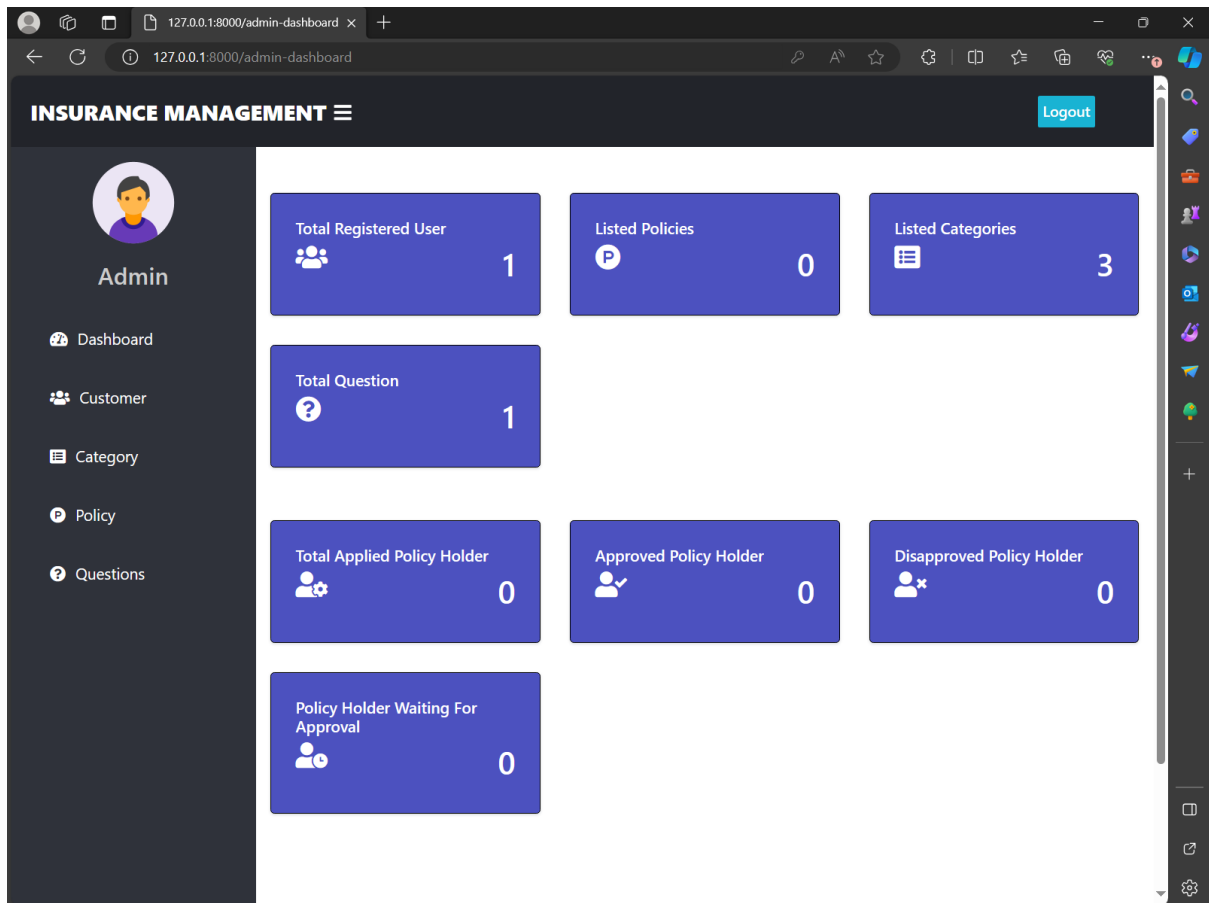 127.0.0.1:8000/admin-dashboard
127.0.0.1:8000/admin-dashboard
INSURANCE MANAGEMENT
Logout
Admin
Dashboard
Customer
Category
Policy
Questions
Total Registered User
1
Listed Policies
P
0
Listed Categories
3
Total Question
?
1
Total Applied Policy Holder
0
Approved Policy Holder
0
Disapproved Policy Holder
0
Policy Holder Waiting For
Approval
0